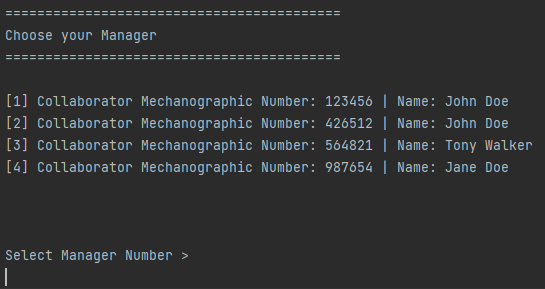 ==========================================
Choose your Manager
==========================================
[1] Collaborator Mechanographic Number: 123456 | Name: John Doe
[2] Collaborator Mechanographic Number: 426512 | Name: John Doe
[3] Collaborator Mechanographic Number: 564821 | Name: Tony Walker
[4] Collaborator Mechanographic Number: 987654 | Name: Jane Doe
Select Manager Number >